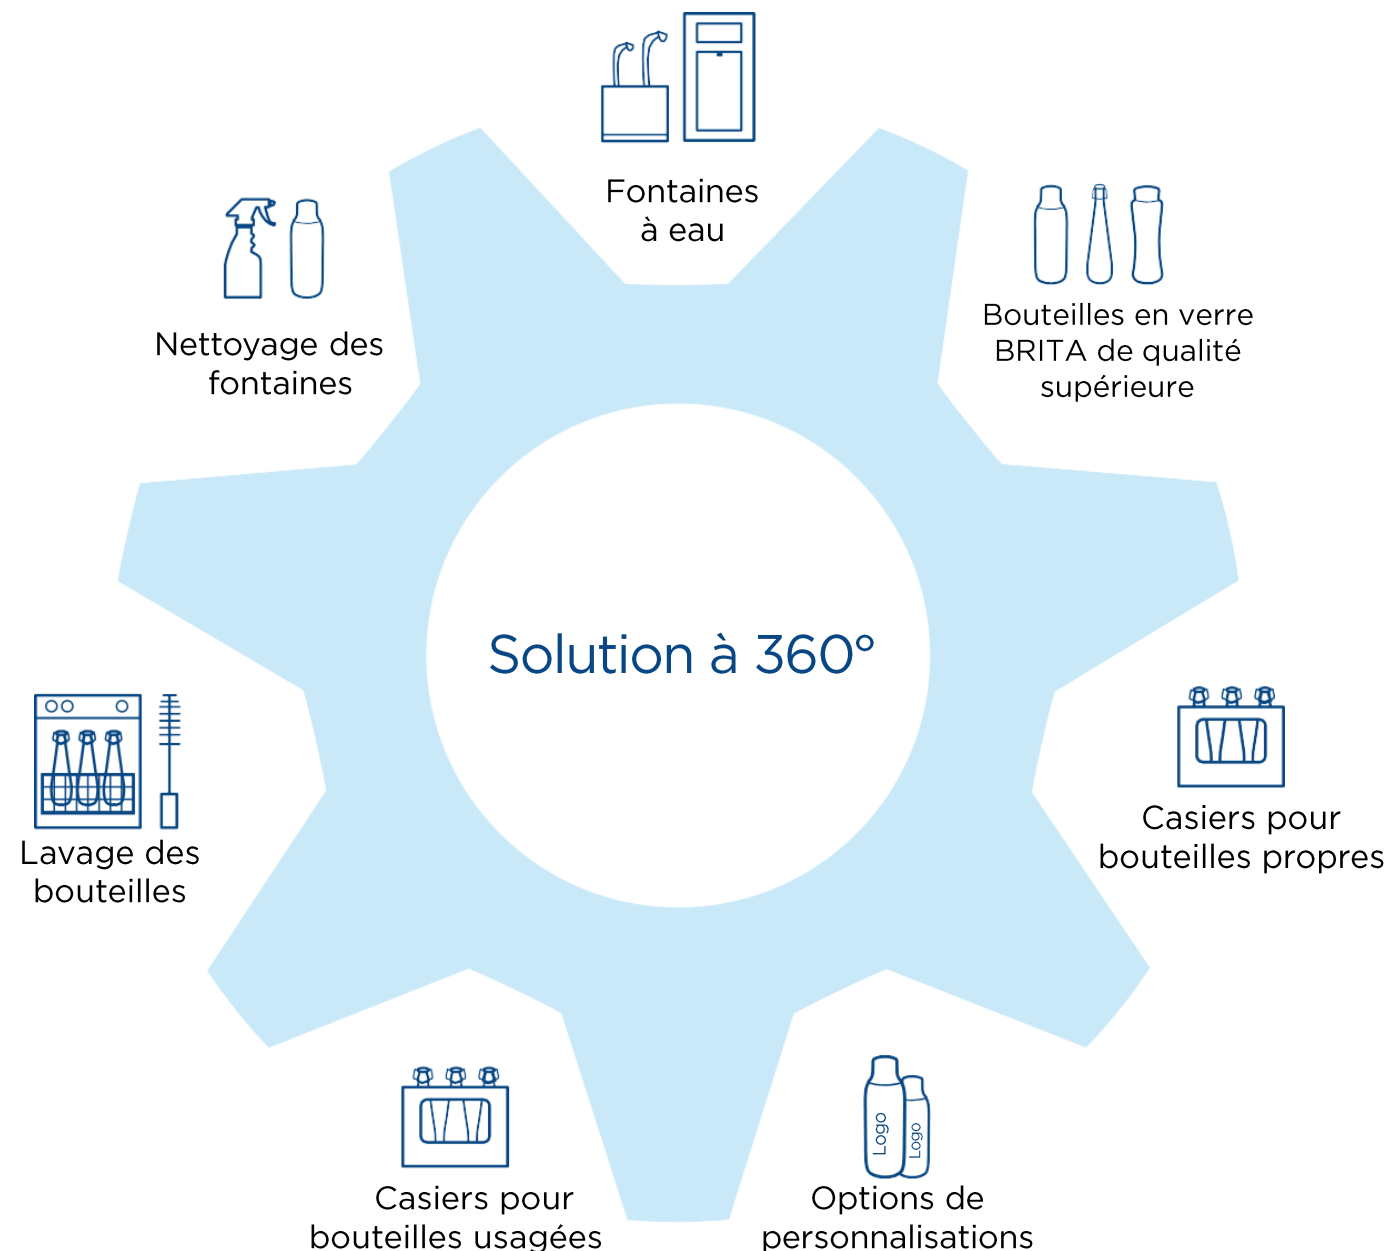 Fontaines
à eau
Bouteilles en verre
BRITA de qualité
supérieure
Nettoyage des
fontaines
Solution à 360°
Casiers pour
bouteilles propres
Lavage des
bouteilles
Logo
Logo
Options de
personnalisations
Casiers pour
bouteilles usagées